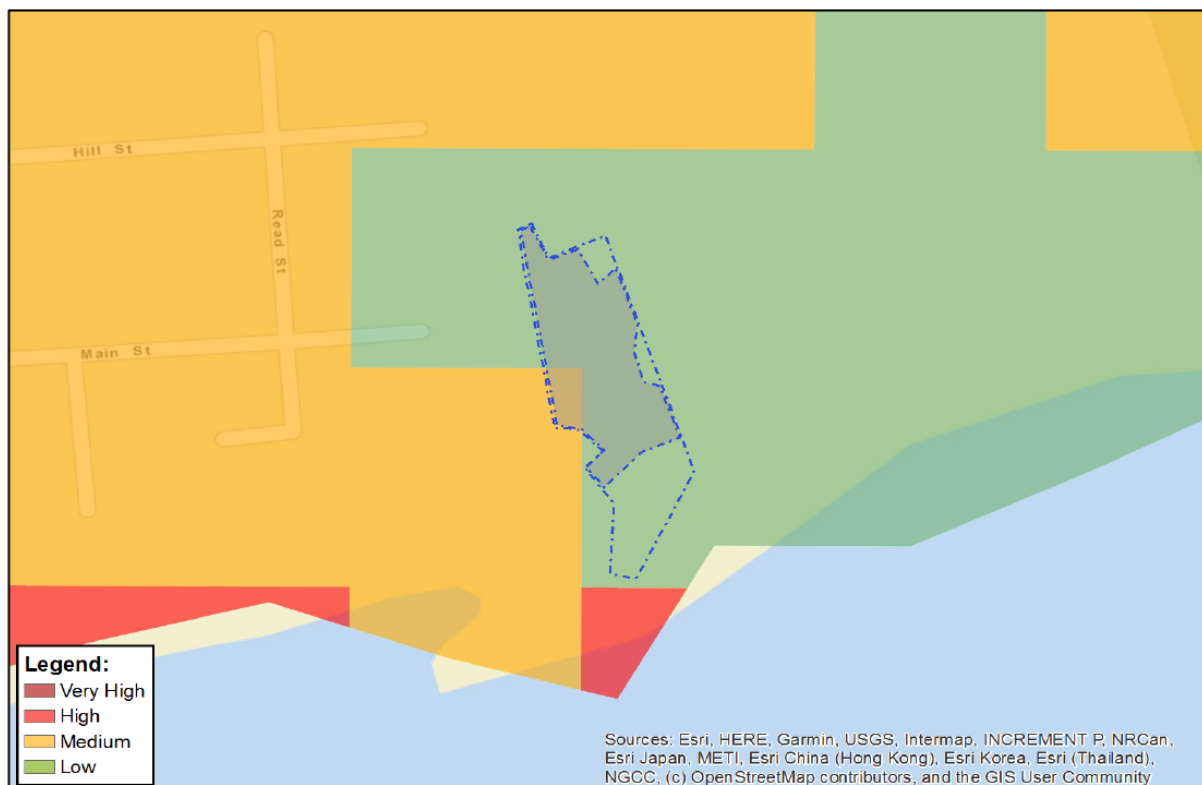 Hill St
Read St
Main St
Legend:
Very High
High
Medium
Low
Sources: Esri, HERE, Garmin, USGS, Intermap, INCREMENT P, NRCan,
Esri Japan, METI, Esri China (Hong Kong), Esri Korea, Esri (Thailand),
NGCC, (c) OpenStreetMap contributors, and the GIS User Community